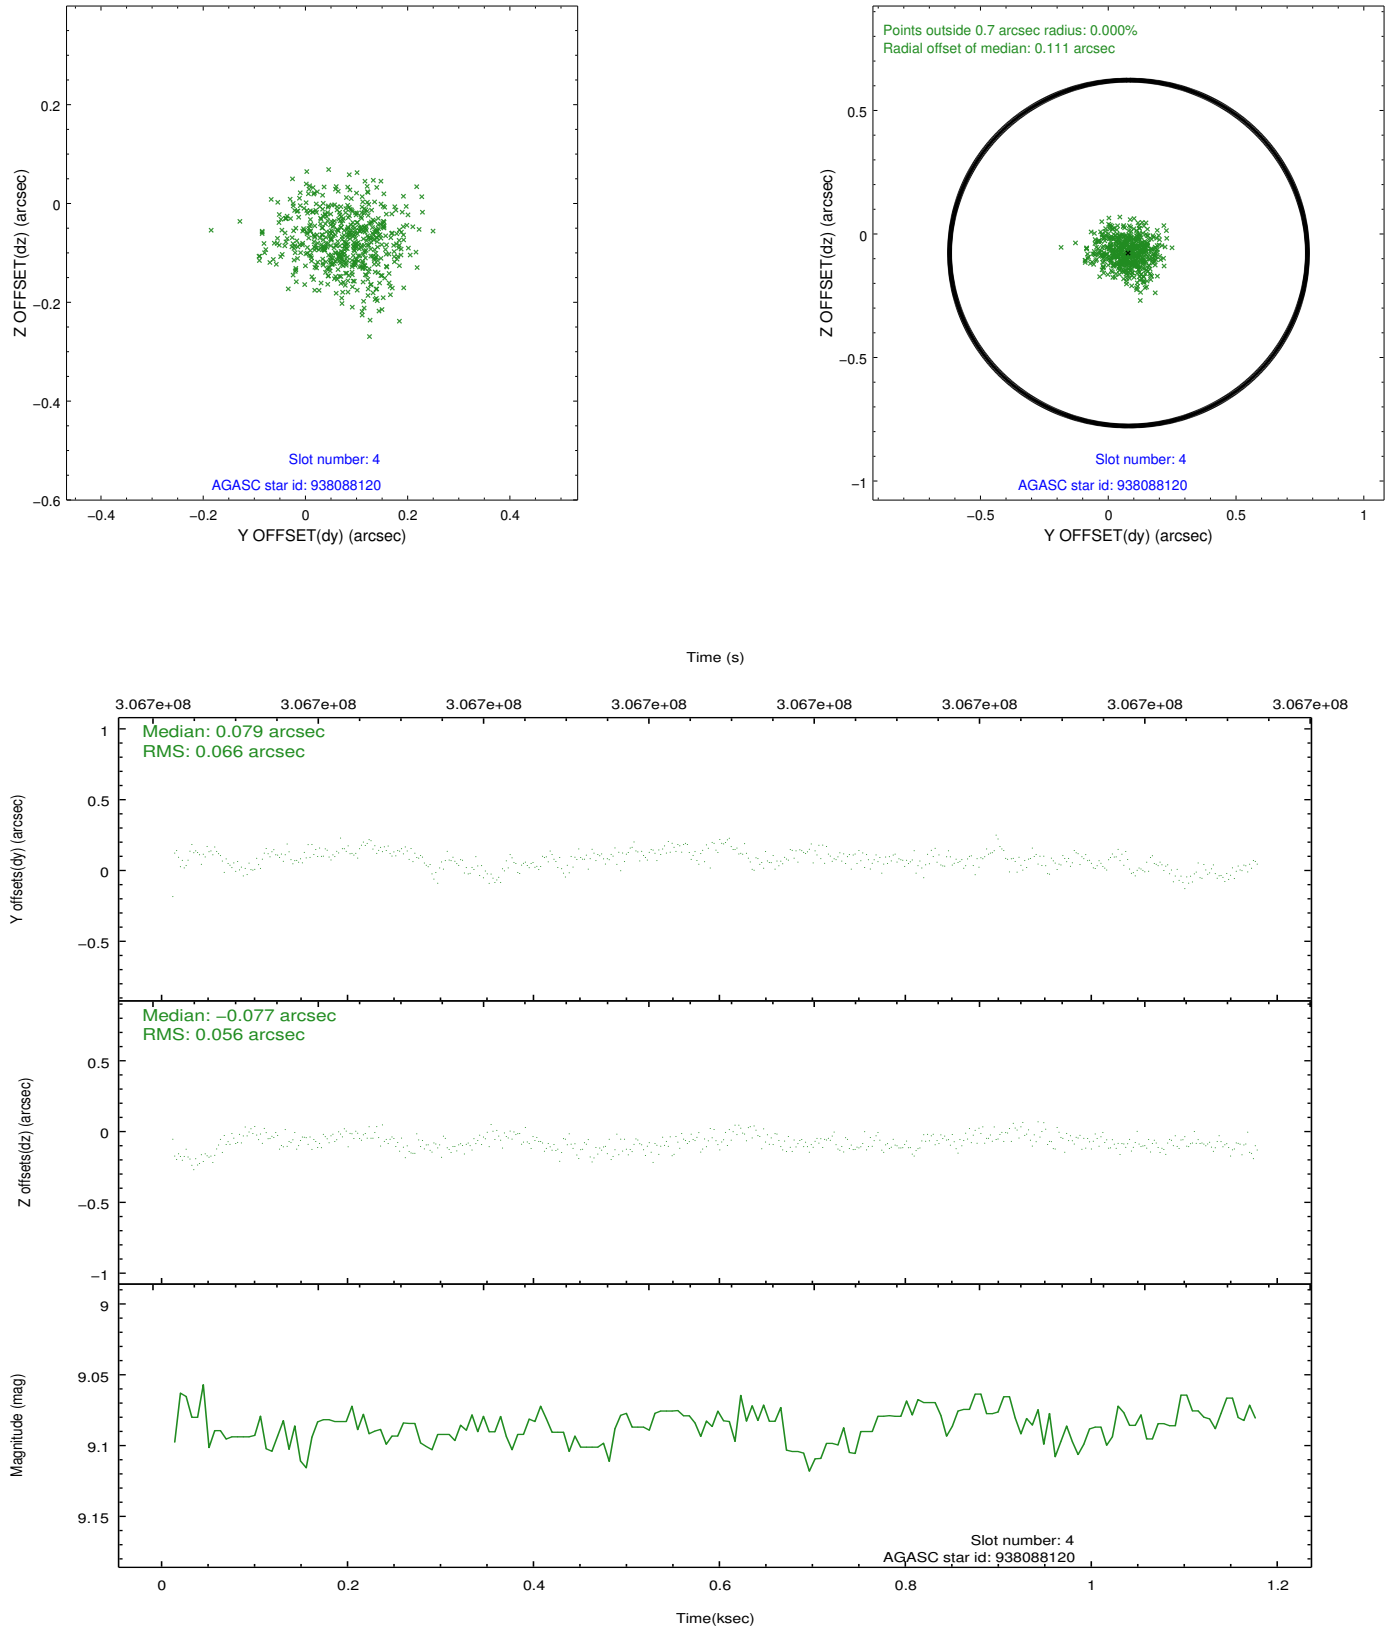 0.2
0
−0.2
−0.4
−0.6
Z OFFSET(dz) (arcsec)
Slot number: 4
AGASC star id: 938088120
−0.4
−0.2
0
0.2
0.4
Y OFFSET(dy) (arcsec)
Points outside 0.7 arcsec radius: 0.000%
Radial offset of median: 0.111 arcsec
0.5
0
−0.5
−1
Z OFFSET(dz) (arcsec)
Slot number: 4
AGASC star id: 938088120
−0.5
0
0.5
1
Y OFFSET(dy) (arcsec)
Time (s)
3.067e+08
3.067e+08
3.067e+08
3.067e+08
3.067e+08
3.067e+08
3.067e+08
3.067e+08
Median: 0.079 arcsec
RMS: 0.066 arcsec
1
0.5
0
−0.5
Y offsets(dy) (arcsec)
Median: −0.077 arcsec
RMS: 0.056 arcsec
0.5
0
−0.5
−1
Z offsets(dz) (arcsec)
9
9.05
9.1
9.15
Magnitude (mag)
Slot number: 4
AGASC star id: 938088120
0
0.2
0.4
0.6
0.8
1
1.2
Time(ksec)